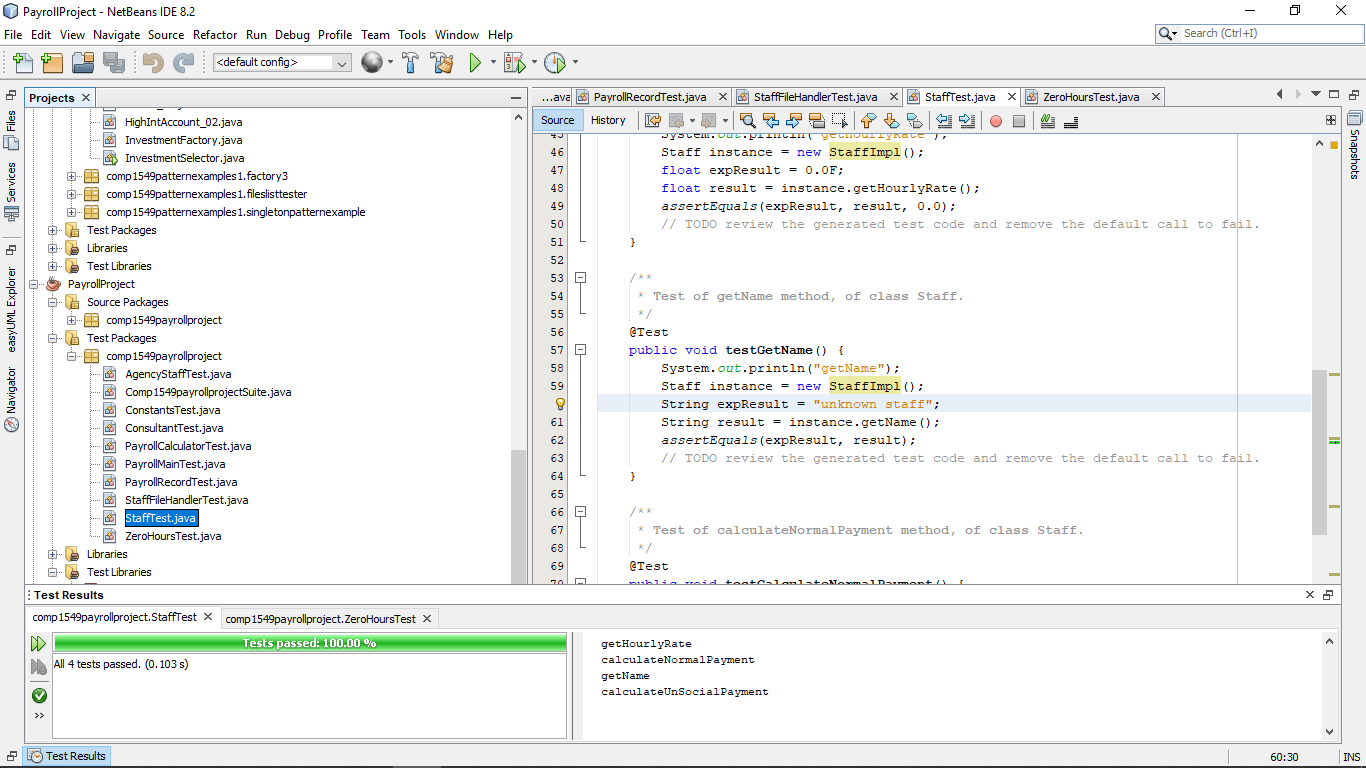 PayrollProject - NetBeans IDE 8.2
File Edit View Navigate Source Refactor Run Debug Profile Team Tools Window Help
Search (Ctrl+I)
<default config>
Projects
Files
Services
easyUML Explorer
Navigator
HighIntAccount_02.java
InvestmentFactory.java
InvestmentSelector.java
comp1549patternexamples1.factory3
comp1549patternexamples1.fileslisttester
comp1549patternexamples1.singletonpatternexample
Test Packages
Libraries
Test Libraries
PayrollProject
Source Packages
comp1549payrollproject
Test Packages
comp1549payrollproject
AgencyStaffTest.java
Comp1549payrollprojectSuite.java
ConstantsTest.java
ConsultantTest.java
PayrollCalculatorTest.java
PayrollMainTest.java
PayrollRecordTest.java
StaffFileHandlerTest.java
StaffTest.java
ZeroHoursTest.java
Libraries
Test Libraries
...ava PayrollRecordTest.java StaffFileHandlerTest.java StaffTest.java ZeroHoursTest.java
Source History
Snapshots
45 System.out.println("getHourlyRate");
46 Staff instance = new StaffImpl();
47 float expResult = 0.0F;
48 float result = instance.getHourlyRate();
49 assertEquals(expResult, result, 0.0);
50 // TODO review the generated test code and remove the default call to fail.
51 }
52
53 /**
54 * Test of getName method, of class Staff.
55 */
56 @Test
57 public void testGetName() {
58 System.out.println("getName");
59 Staff instance = new StaffImpl();
String expResult = "unknown staff";
61 String result = instance.getName();
62 assertEquals(expResult, result);
63 // TODO review the generated test code and remove the default call to fail.
64 }
65
66 /**
67 * Test of calculateNormalPayment method, of class Staff.
68 */
69 @Test
70 public void testCalculateNormalPayment() {
Test Results
comp1549payrollproject.StaffTest comp1549payrollproject.ZeroHoursTest
Tests passed: 100.00 %
All 4 tests passed. (0.103 s)
getHourlyRate
calculateNormalPayment
getName
calculateUnSocialPayment
Test Results
60:30 INS